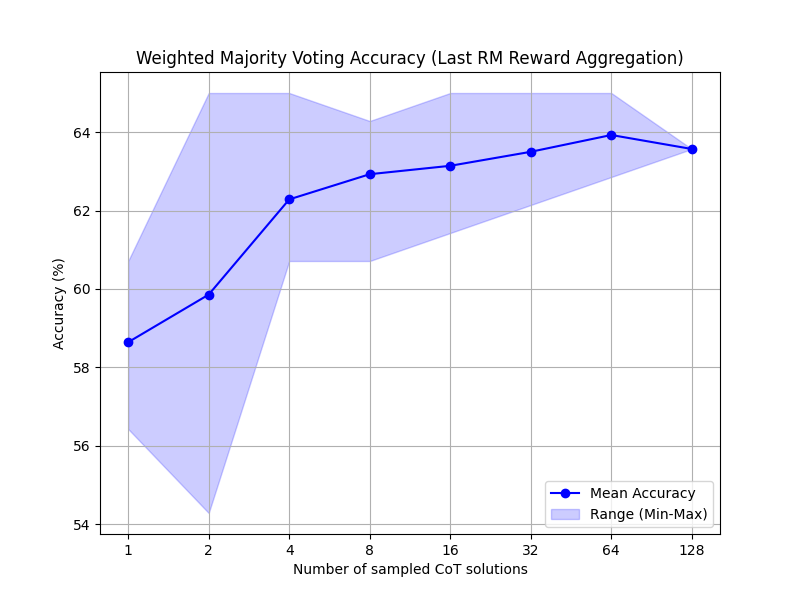 Weighted Majority Voting Accuracy (Last RM Reward Aggregation)
64
62
60
58
56
54
Accuracy (%)
Mean Accuracy
Range (Min-Max)
1 2 4 8 16 32 64 128
Number of sampled CoT solutions